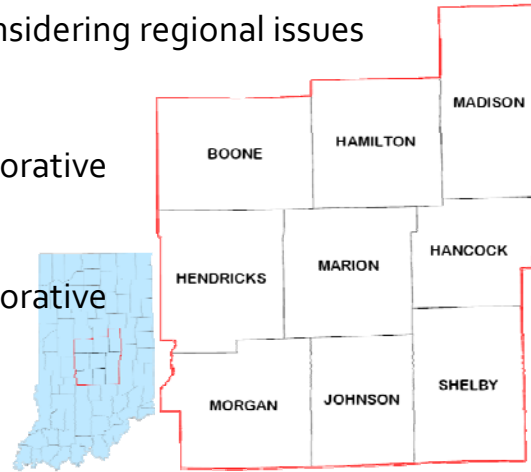 nsidering regional issues
MADISON
HAMILTON
BOONE
orative
HANCOCK
MARION
HENDRICKS
orative
SHELBY
JOHNSON
MORGAN